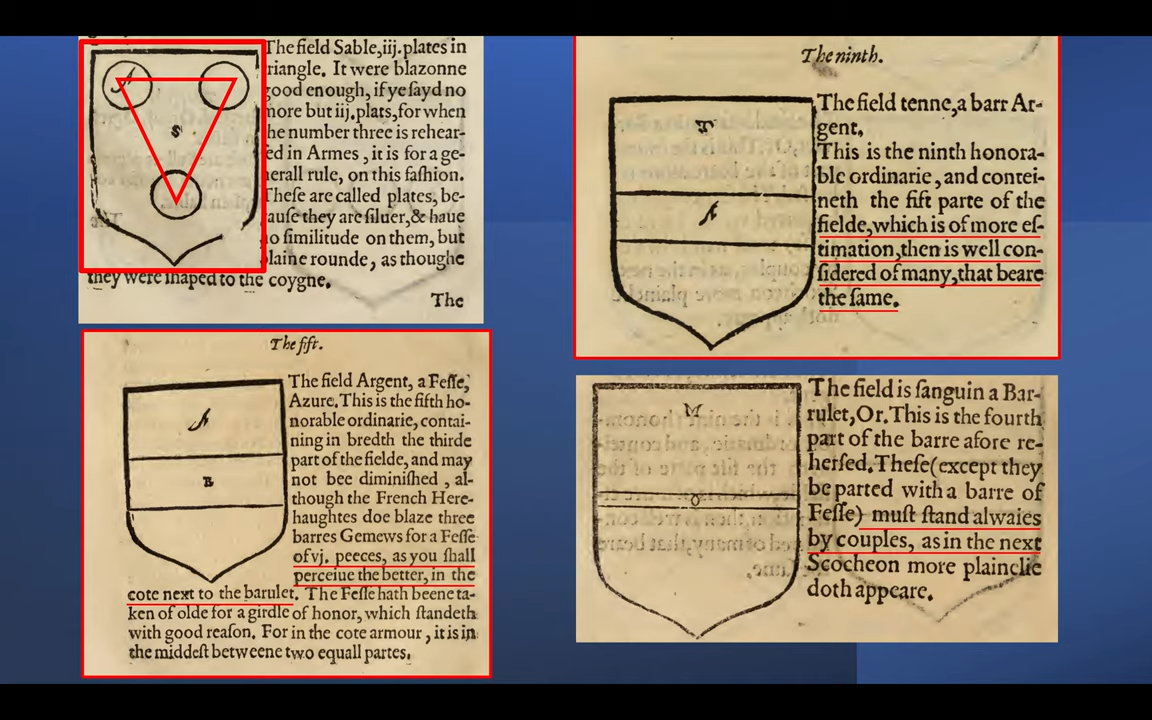 A
S
The field Sable,iij.plates in
riangle. It were blazonne
good enough, if ye ſayd no
more but iij.plats,for when
he number three is rehear-
ed in Armes , it is for a ge-
nerall rule, on this faſhion.
Theſe are called plates, be-
auſe they are ſiluer,& haue
no ſimilitude on them, but
laine rounde, as thoughe
they were ſhaped to the coygne.
The
The ninth.
T
A
The field tenne,a barr Ar-
gent.
This is the ninth honora-
ble ordinarie, and contei-
neth the fift parte of the
fielde,which is of more eſ-
timation,then is well con-
ſidered of many,that beare
the ſame.
The fift.
A
B
The field Argent, a Feſſe,
Azure. This is the fifth ho-
norable ordinarie, contai-
ning in bredth the thirde
part of the fielde, and may
not bee diminiſhed , al-
though the French Here-
haughtes doe blaze three
barres Gemews for a Feſſe
of vj. peeces, as you ſhall
perceiue the better, in the
cote next to the barulet. The Feſſe hath beene ta-
ken of olde for a girdle of honor, which ſtandeth
with good reaſon. For in the cote armour , it is in
the middeſt betweene two equall partes.
M
o
The field is ſanguin a Bar-
rulet,Or. This is the fourth
part of the barre afore re-
herſed. Theſe (except they
be parted with a barre of
Feſſe) muſt ſtand alwaies
by couples, as in the next
Scocheon more plainclie
doth appeare.